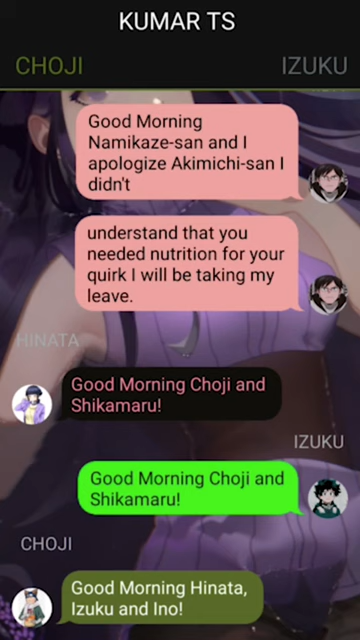 KUMAR TS
CHOJI
IZUKU
Good Morning
Namikaze-san and I
apologize Akimichi-san I
didn't
understand that you
needed nutrition for your
quirk I will be taking my
leave.
HINATA
Good Morning Choji and
Shikamaru!
IZUKU
Good Morning Choji and
Shikamaru!
CHOJI
Good Morning Hinata,
Izuku and Ino!